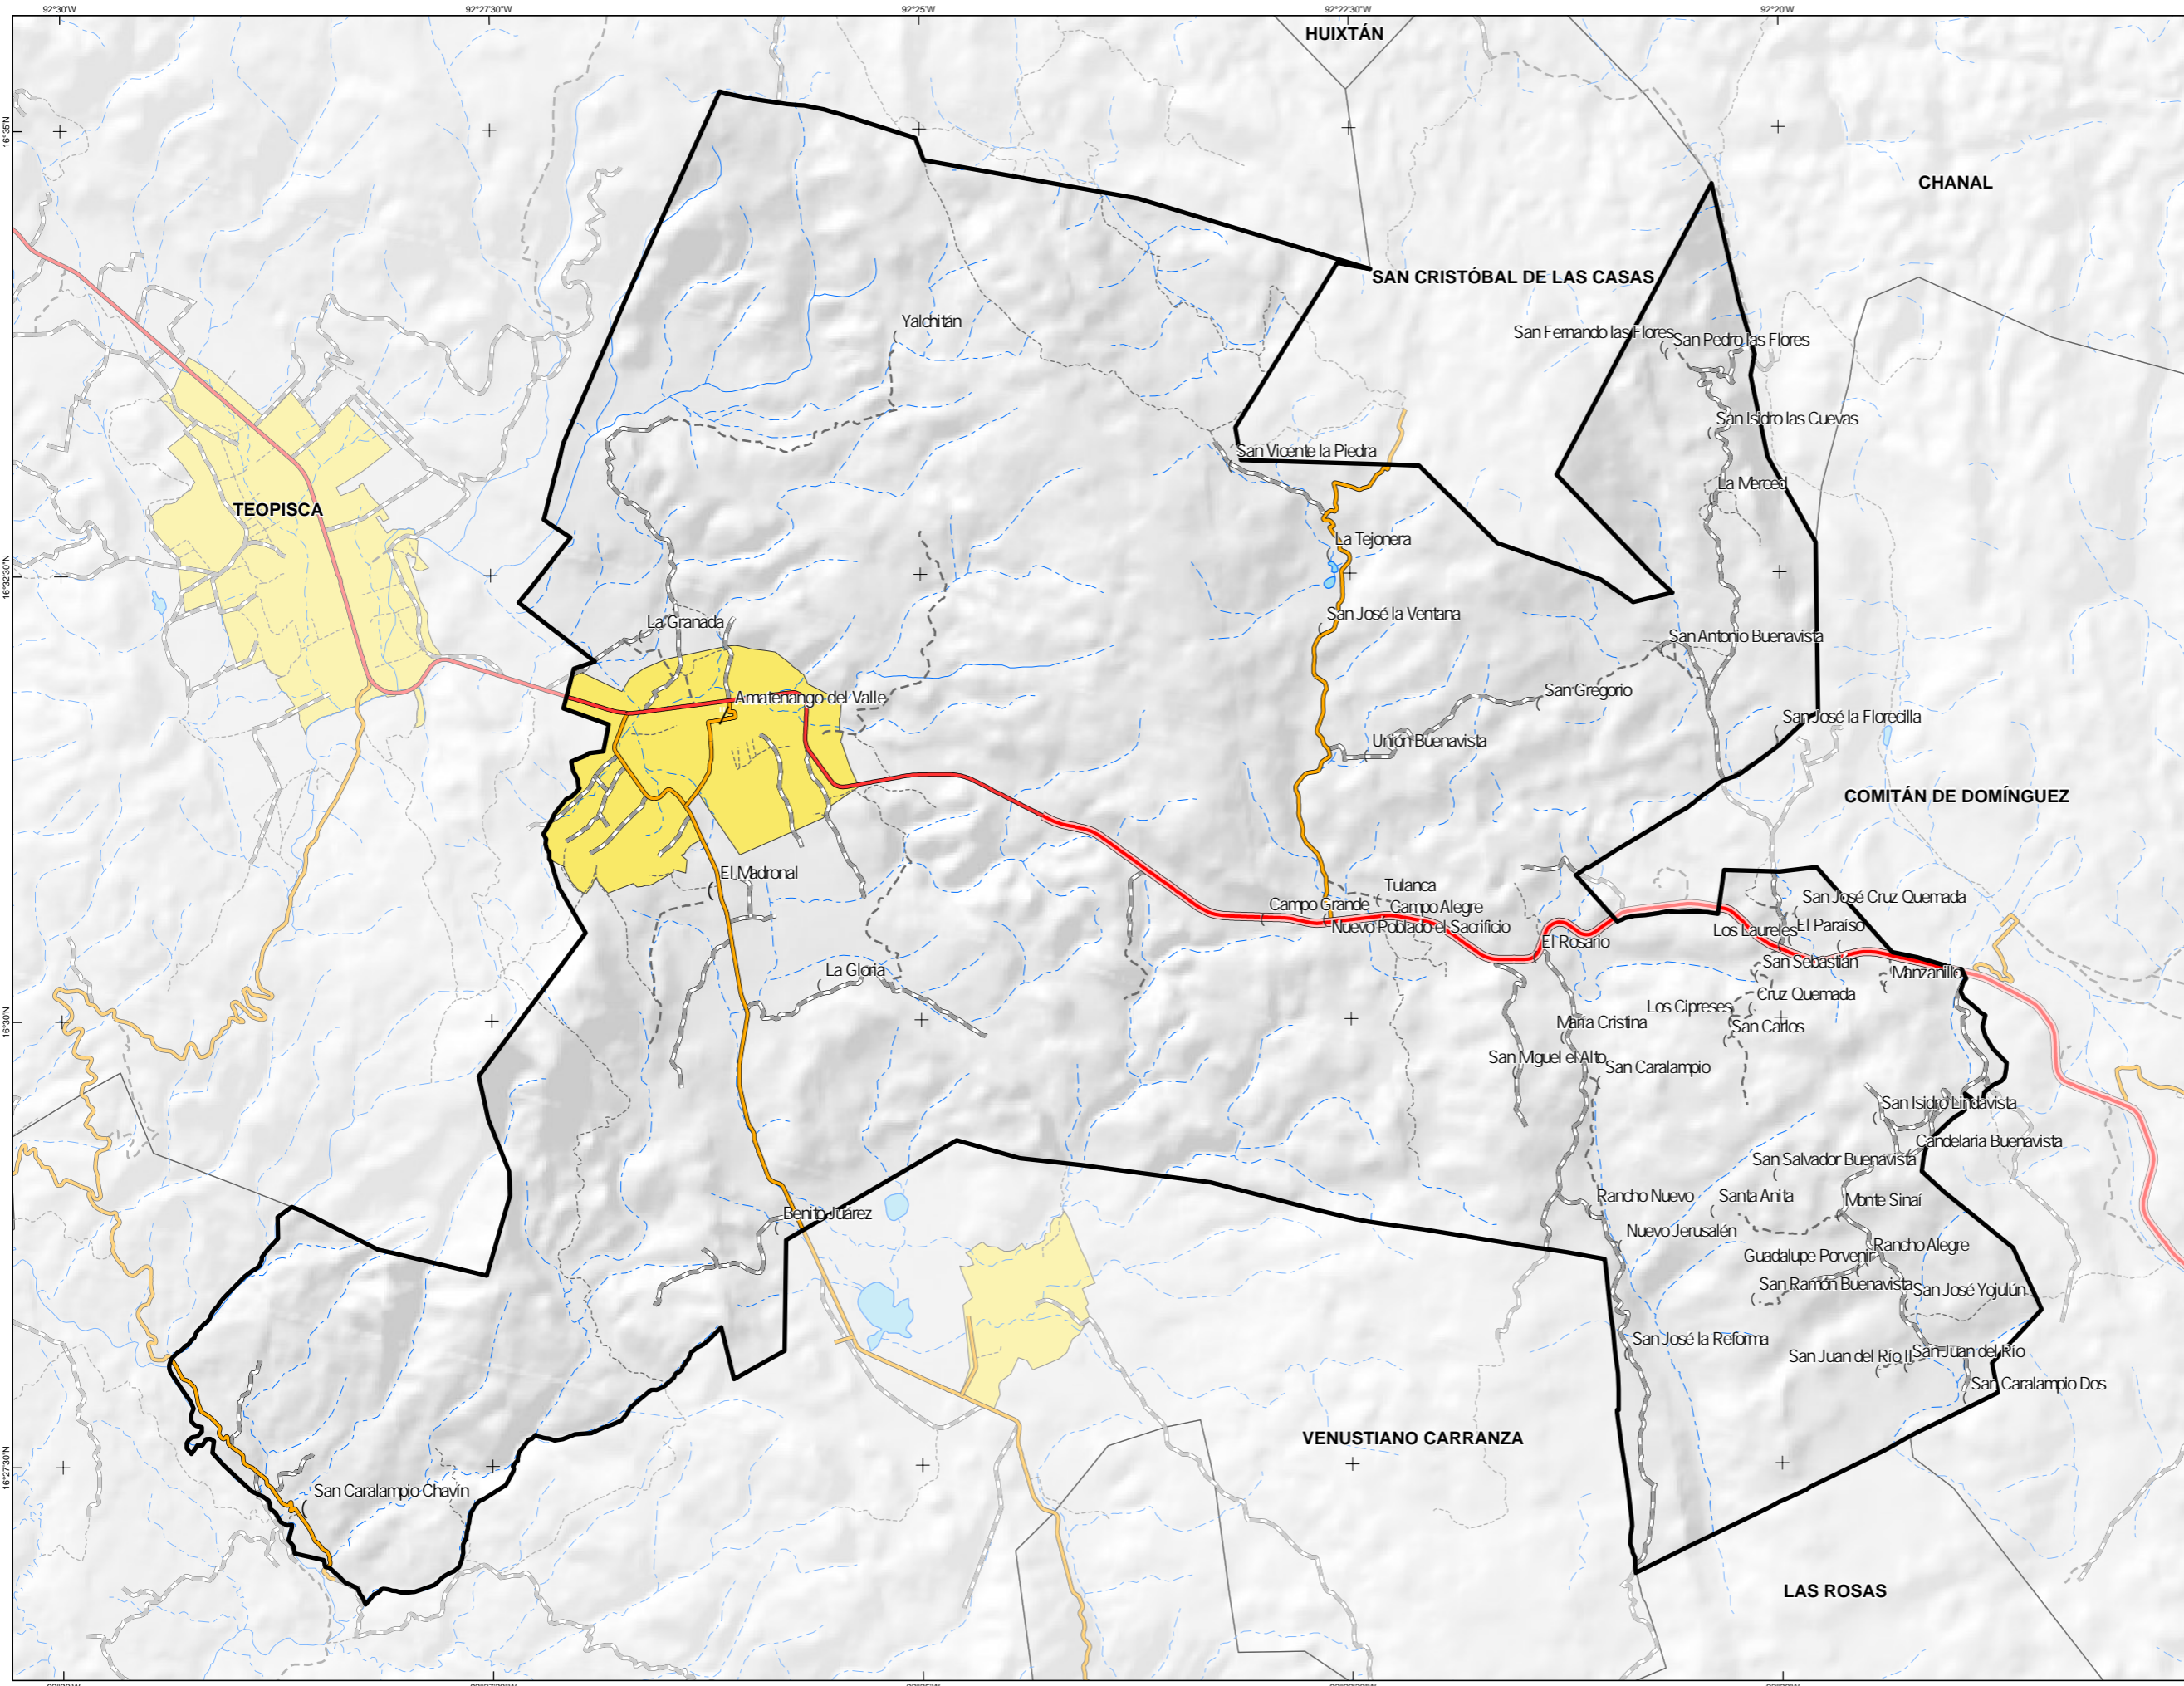 92°30'W
92°27'30"W
92°25'W
92°22'30"W
92°20'W
HUIXTÁN
16°35'N
CHANAL
SAN CRISTÓBAL DE LAS CASAS
Yalchitán
San Fernando las Flores
San Pedro las Flores
San Isidro las Cuevas
San Vicente la Piedra
La Merced
TEOPISCA
La Tejonera
16°32'30"N
La Granada
San José la Ventana
San Antonio Buenavista
San Gregorio
Amatenango del Valle
San José la Florecilla
Unión Buenavista
COMITÁN DE DOMÍNGUEZ
El Madronal
Tulanca
San José Cruz Quemada
Campo Grande
Campo Alegre
Nuevo Poblado el Sacrificio
El Paraíso
Los Laureles
El Rosario
San Sebastián
La Gloria
Manzanillo
Cruz Quemada
Los Cipreses
16°30'N
María Cristina
San Carlos
San Miguel el Alto
San Caralampio
San Isidro Lindavista
Candelaria Buenavista
San Salvador Buenavista
Rancho Nuevo
Santa Anita
Monte Sinaí
Benito Juárez
Nuevo Jerusalén
Rancho Alegre
Guadalupe Porvenir
San Ramón Buenavista
San José Yojulún
San José la Reforma
San Juan del Río II
San Juan del Río
San Caralampio Dos
VENUSTIANO CARRANZA
16°27'30"N
San Caralampio Chavín
LAS ROSAS